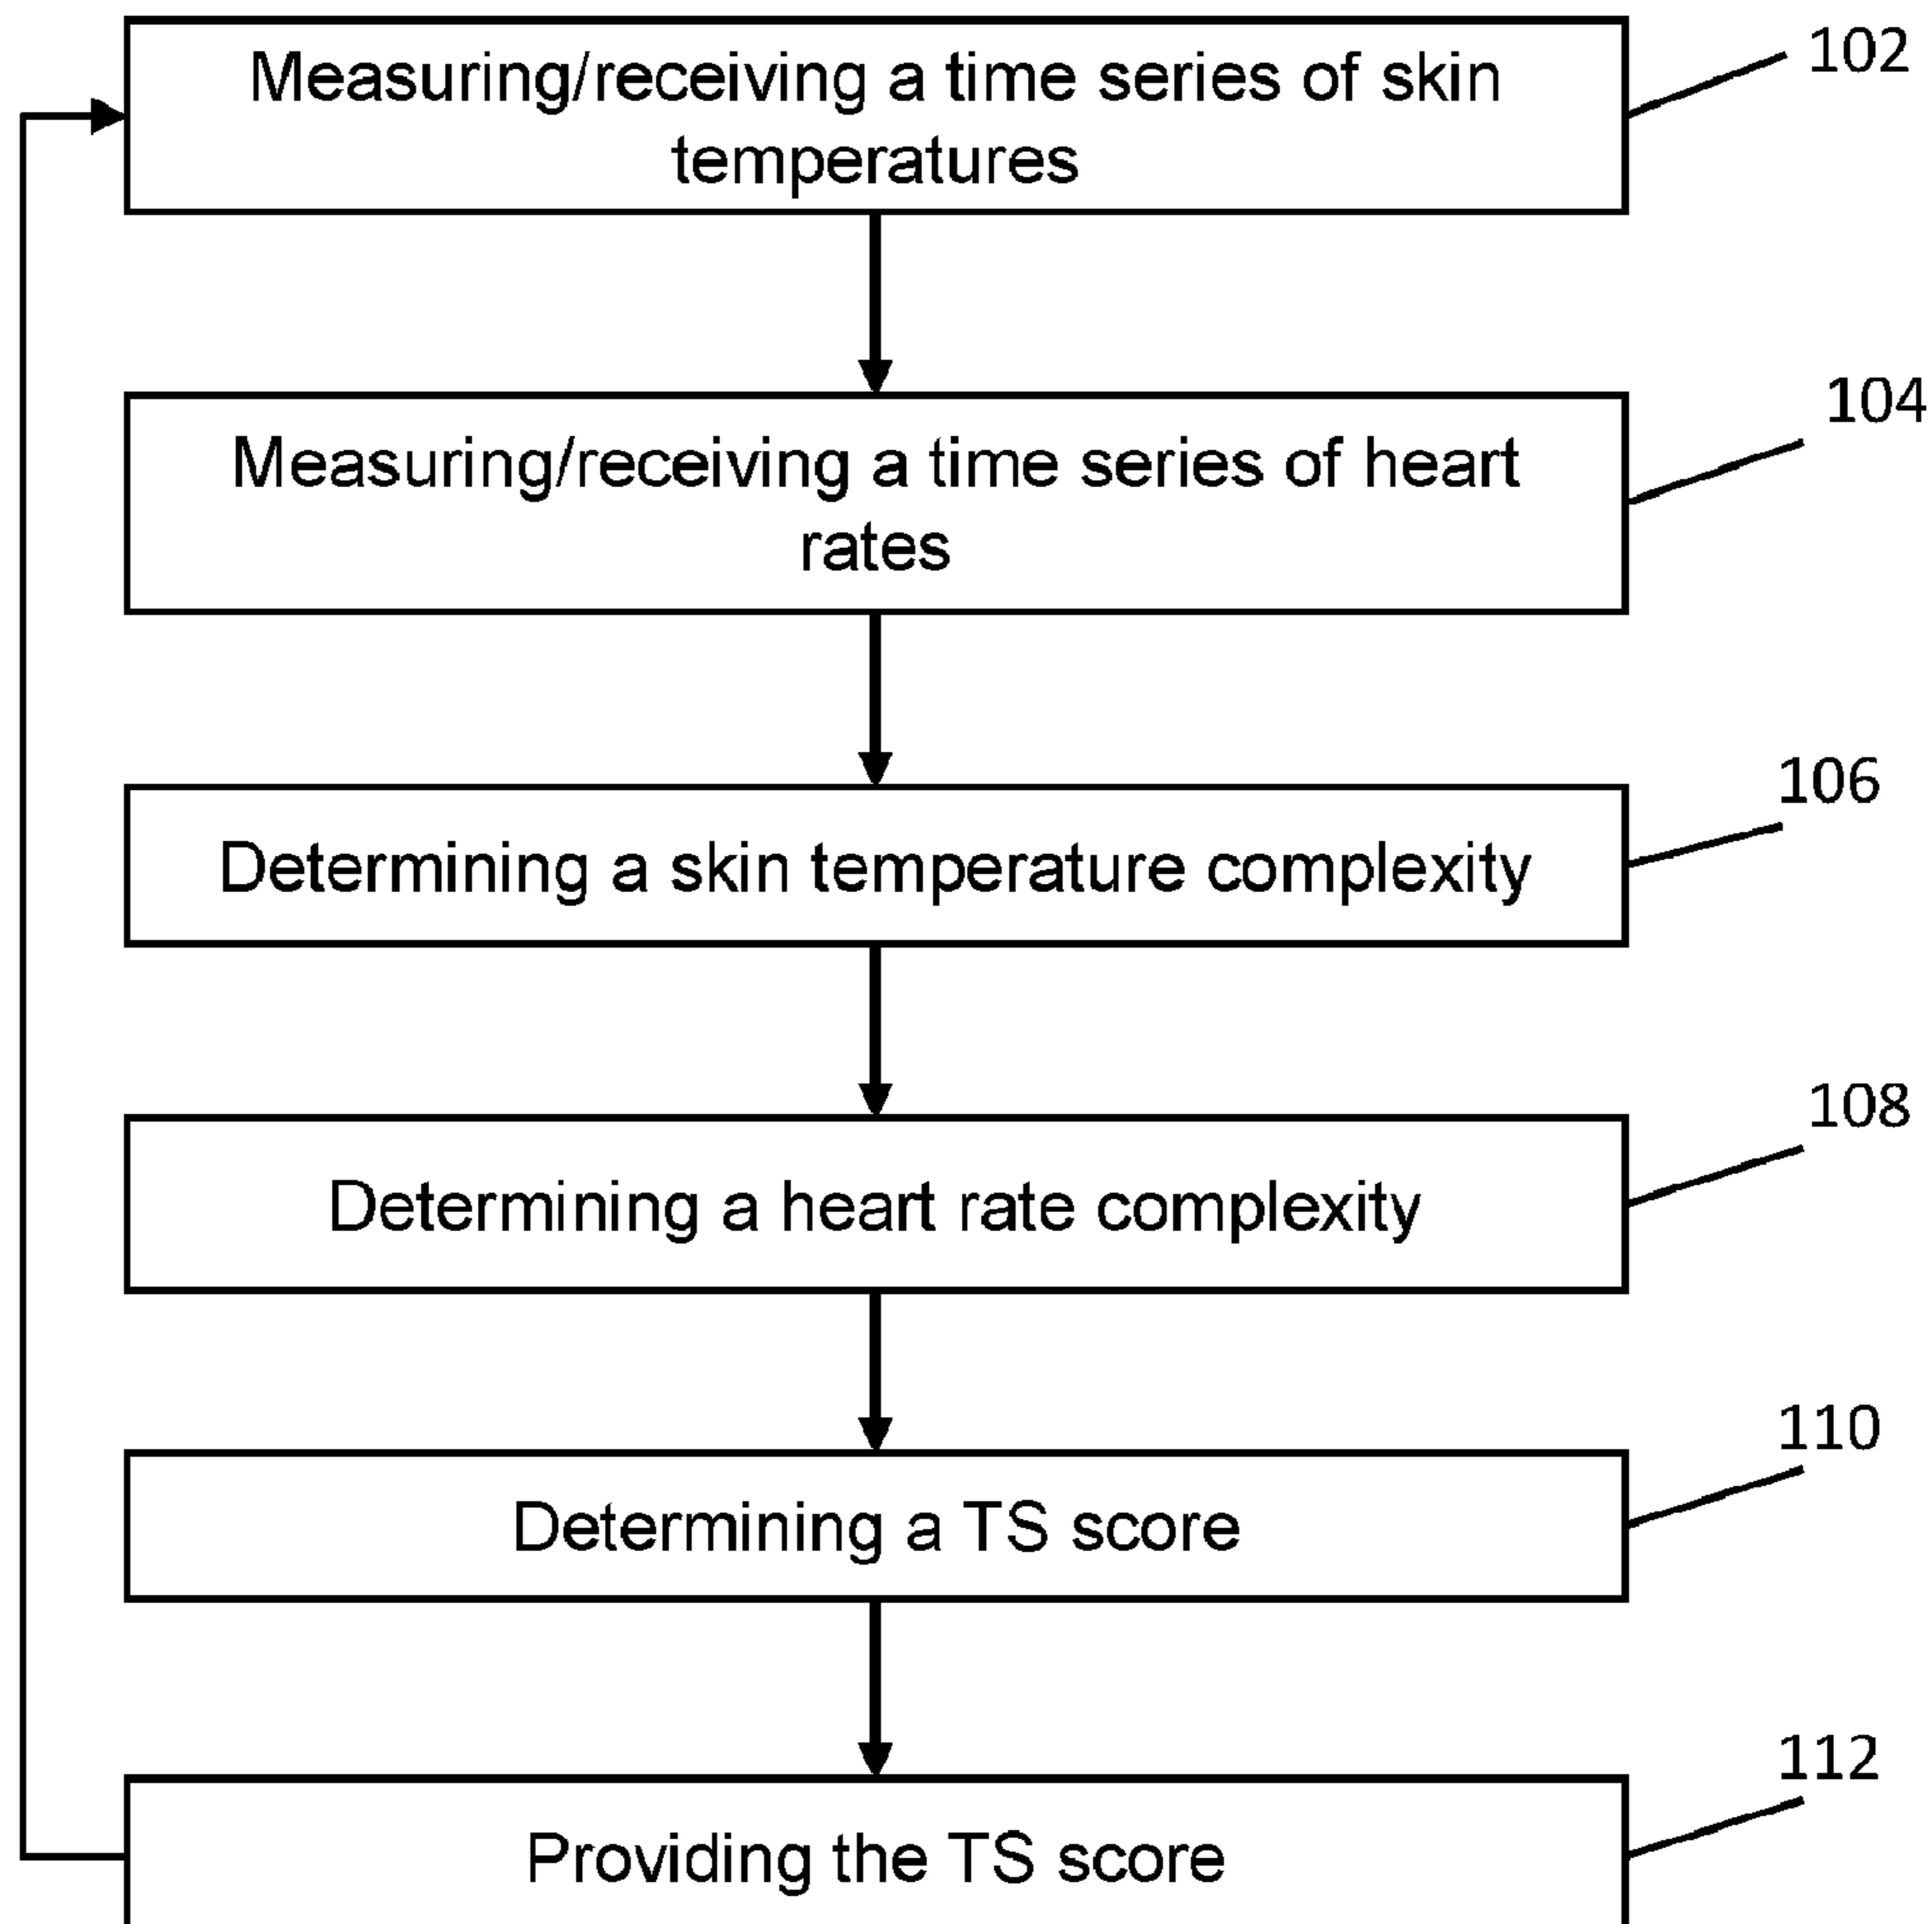 Measuring/receiving a time series of skin
temperatures
102
Measuring/receiving a time series of heart
rates
104
Determining a skin temperature complexity
106
Determining a heart rate complexity
108
Determining a TS score
110
Providing the TS score
112